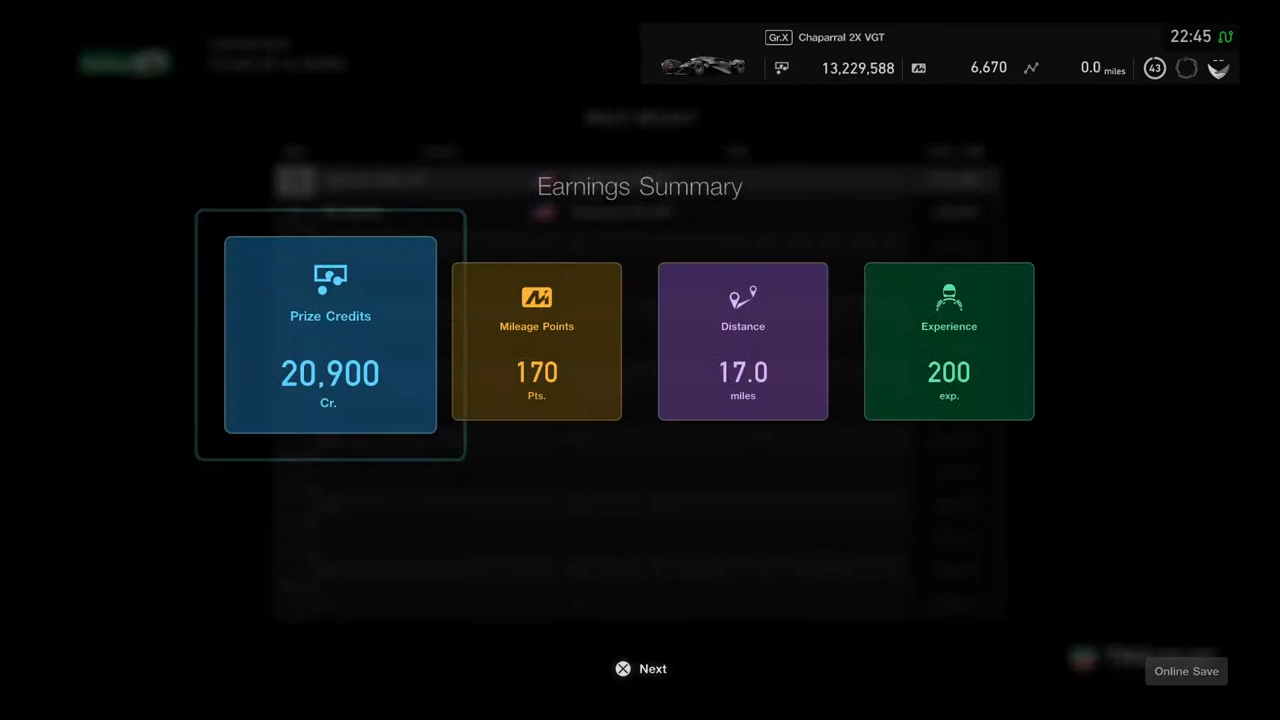 Gr.X Chaparral 2X VGT
22:45
13,229,588
6,670
0.0 miles
43
Earnings Summary
Prize Credits
20,900
Cr.
Mileage Points
170
Pts.
Distance
17.0
miles
Experience
200
exp.
Next
Online Save